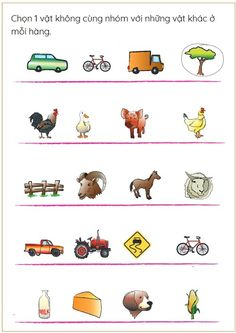 Chọn 1 vật không cùng nhóm với những vật khác ở
mỗi hàng.
MILK